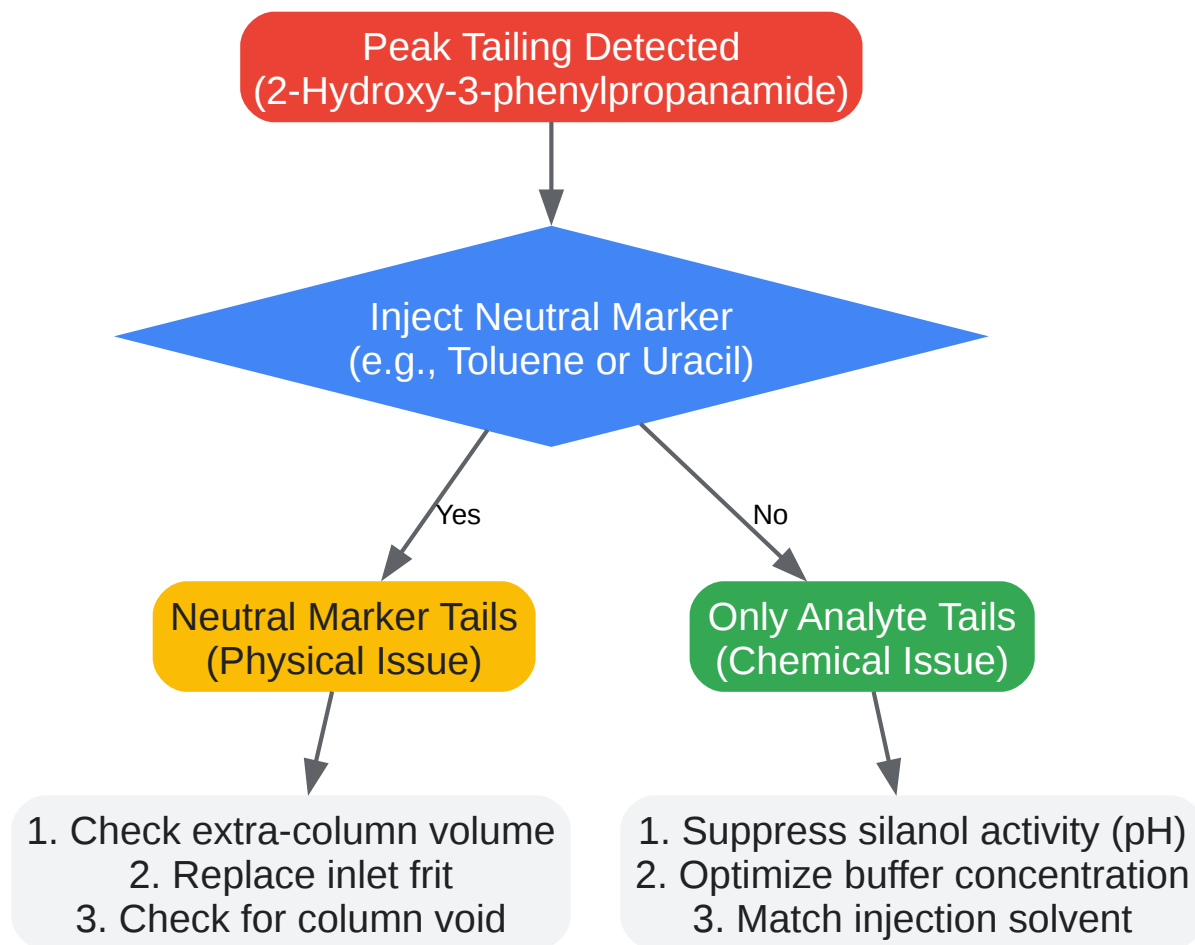 Peak Tailing Detected
(2-Hydroxy-3-phenylpropanamide)
Inject Neutral Marker
(e.g., Toluene or Uracil)
Yes
No
Neutral Marker Tails
(Physical Issue)
Only Analyte Tails
(Chemical Issue)
1. Check extra-column volume
2. Replace inlet frit
3. Check for column void
1. Suppress silanol activity (pH)
2. Optimize buffer concentration
3. Match injection solvent